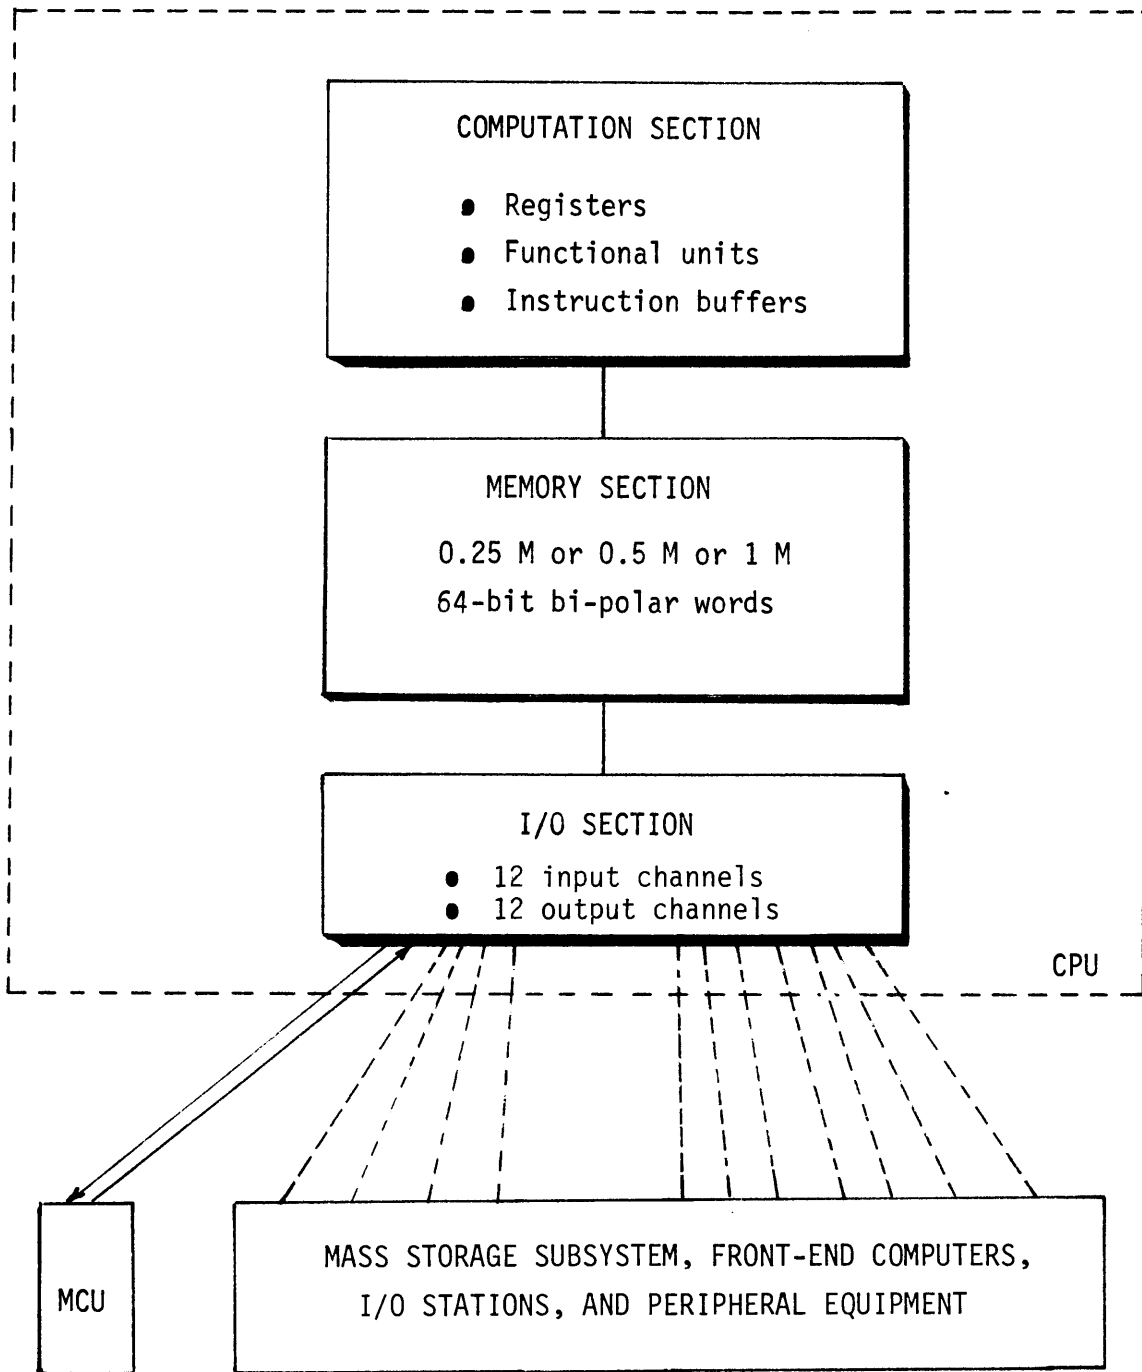 COMPUTATION SECTION
● Registers
● Functional units
● Instruction buffers
MEMORY SECTION
0.25 M or 0.5 M or 1 M
64-bit bi-polar words
I/O SECTION
● 12 input channels
● 12 output channels
CPU
MCU
MASS STORAGE SUBSYSTEM, FRONT-END COMPUTERS,
I/O STATIONS, AND PERIPHERAL EQUIPMENT